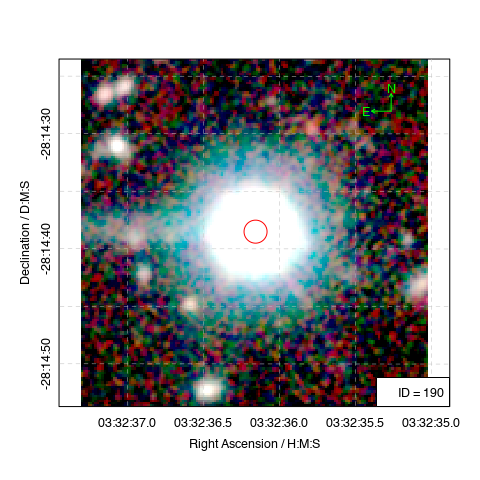 N
E
-28:14:30
-28:14:40
-28:14:50
Declination / D:M:S
ID = 190
03:32:37.0 03:32:36.5 03:32:36.0 03:32:35.5 03:32:35.0
Right Ascension / H:M:S